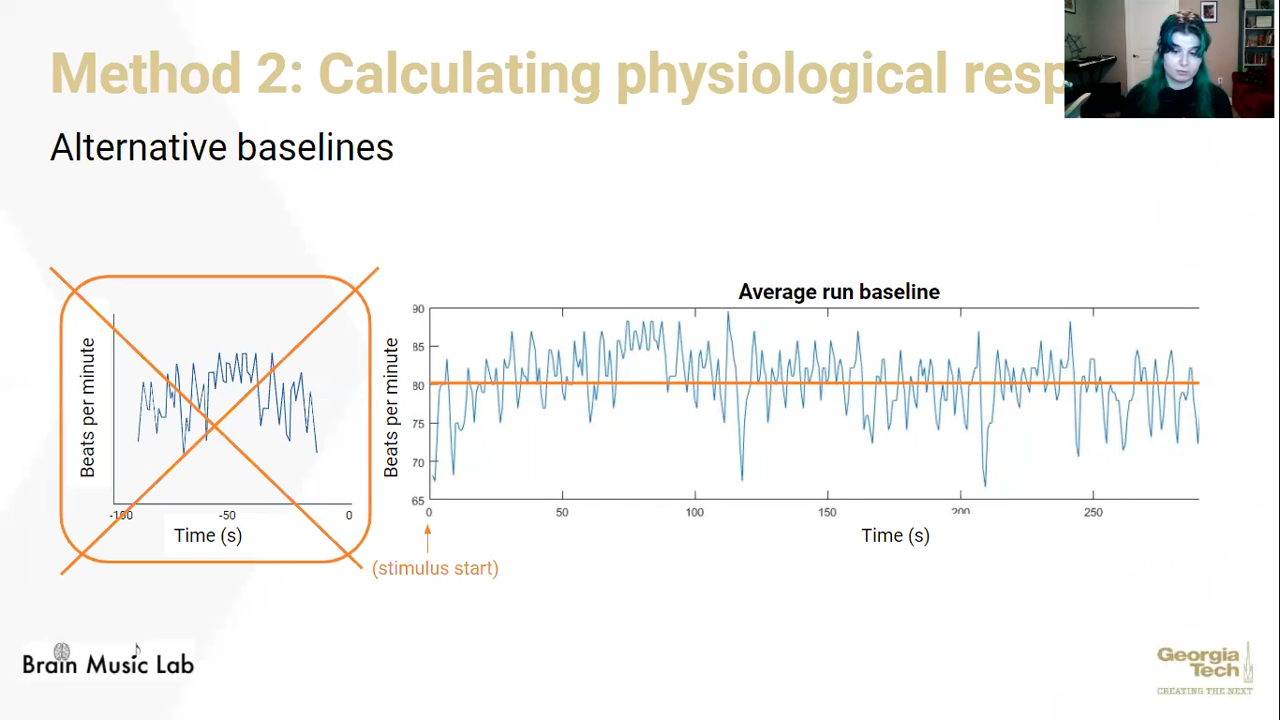 Method 2: Calculating physiological resp
Alternative baselines
Beats per minute
-100
-50
0
Time (s)
Average run baseline
Beats per minute
90
85
80
75
70
65
0
50
100
150
200
250
Time (s)
(stimulus start)
Brain Music Lab
Georgia
Tech
CREATING THE NEXT